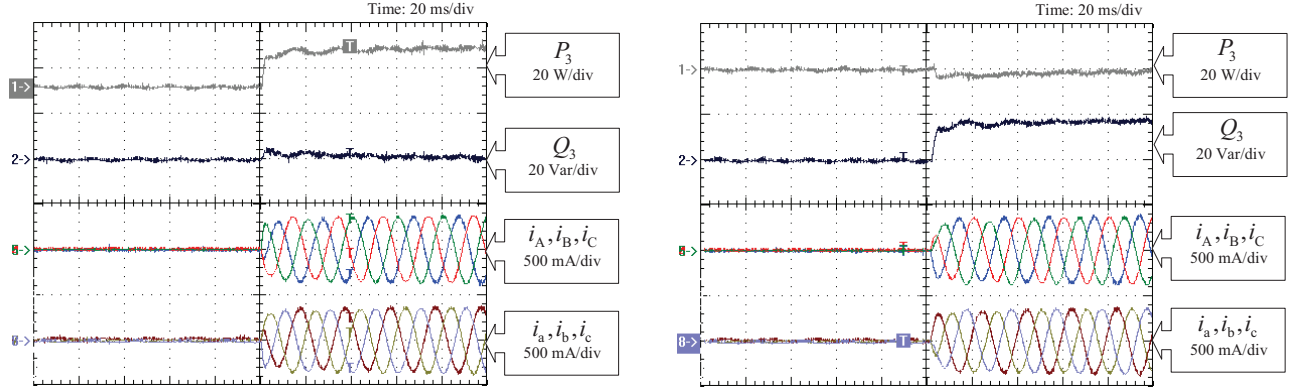 Time: 20 ms/div
P3
20 W/div
Q3
20 Var/div
iA,iB,iC
500 mA/div
ia,ib,ic
500 mA/div
1->
2->
T
Time: 20 ms/div
P3
20 W/div
Q3
20 Var/div
iA,iB,iC
500 mA/div
ia,ib,ic
500 mA/div
1->
2->
8->
T